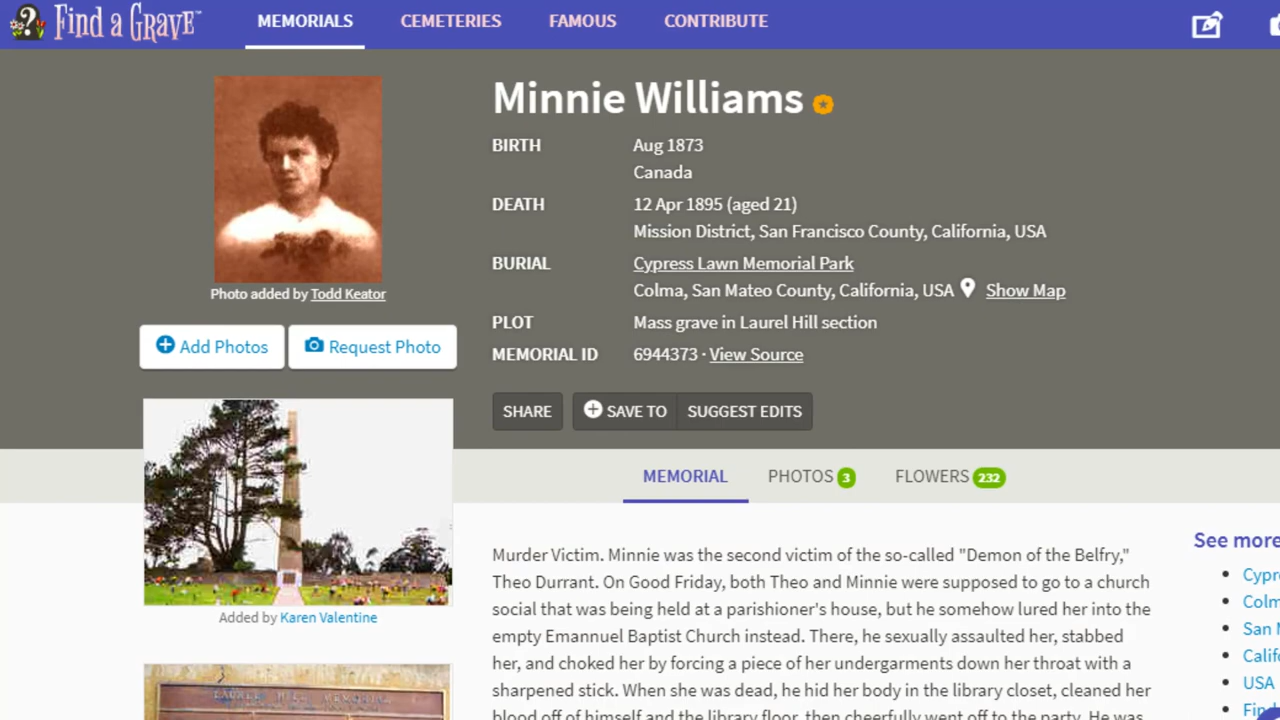 Find a Grave™
MEMORIALS CEMETERIES FAMOUS CONTRIBUTE
Minnie Williams
BIRTH Aug 1873
Canada
DEATH 12 Apr 1895 (aged 21)
Mission District, San Francisco County, California, USA
BURIAL Cypress Lawn Memorial Park
Colma, San Mateo County, California, USA Show Map
PLOT Mass grave in Laurel Hill section
MEMORIAL ID 6944373 · View Source
Photo added by Todd Keator
Add Photos Request Photo
SHARE SAVE TO SUGGEST EDITS
MEMORIAL PHOTOS 3 FLOWERS 232
Added by Karen Valentine
LAUREL HILL MEMORIAL
Murder Victim. Minnie was the second victim of the so-called "Demon of the Belfry,"
Theo Durrant. On Good Friday, both Theo and Minnie were supposed to go to a church
social that was being held at a parishioner's house, but he somehow lured her into the
empty Emannuel Baptist Church instead. There, he sexually assaulted her, stabbed
her, and choked her by forcing a piece of her undergarments down her throat with a
sharpened stick. When she was dead, he hid her body in the library closet, cleaned her
blood off of himself and the library floor, then cheerfully went off to the party. He was
See more
Cypr
Colm
San M
Calif
USA
Fin